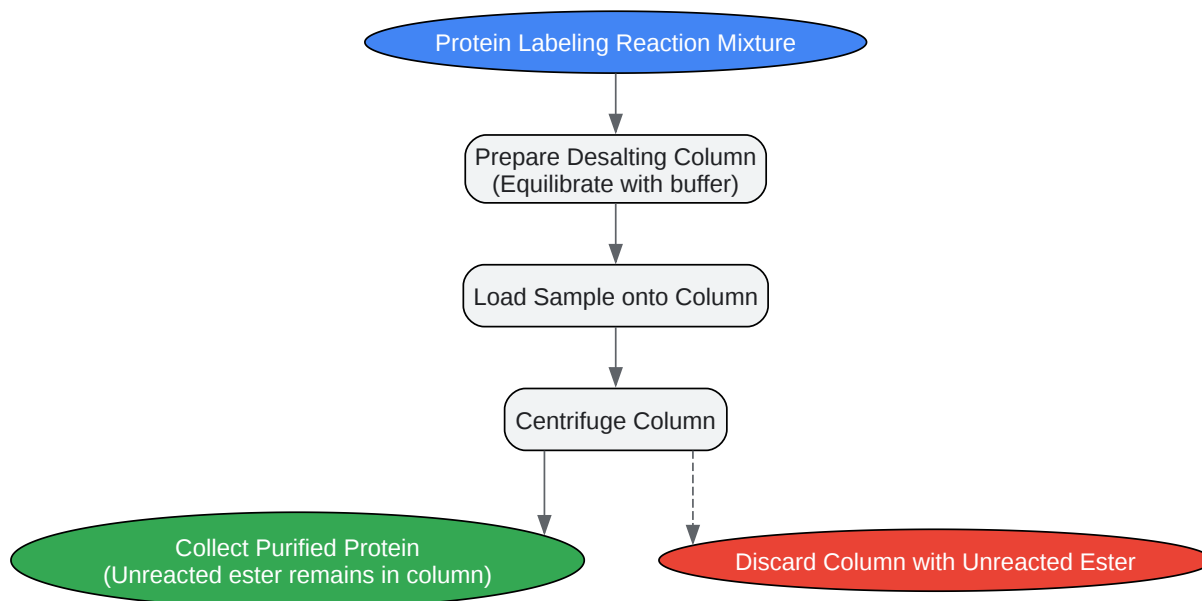 Protein Labeling Reaction Mixture
Prepare Desalting Column
(Equilibrate with buffer)
Load Sample onto Column
Centrifuge Column
Collect Purified Protein
(Unreacted ester remains in column)
Discard Column with Unreacted Ester